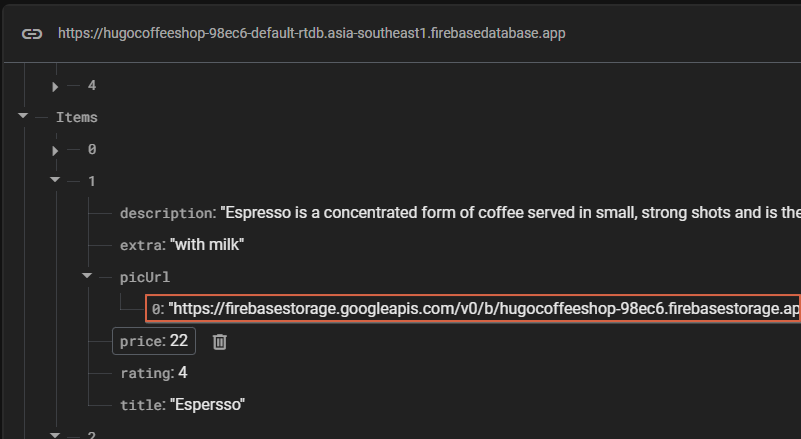 https://hugocoffeeshop-98ec6-default-rtdb.asia-southeast1.firebasedatabase.app
4
Items
0
1
description: "Espresso is a concentrated form of coffee served in small, strong shots and is the
extra: "with milk"
picUrl
0: "https://firebasestorage.googleapis.com/v0/b/hugocoffeeshop-98ec6.firebasestorage.ap
price: 22
rating: 4
title: "Espersso"
2